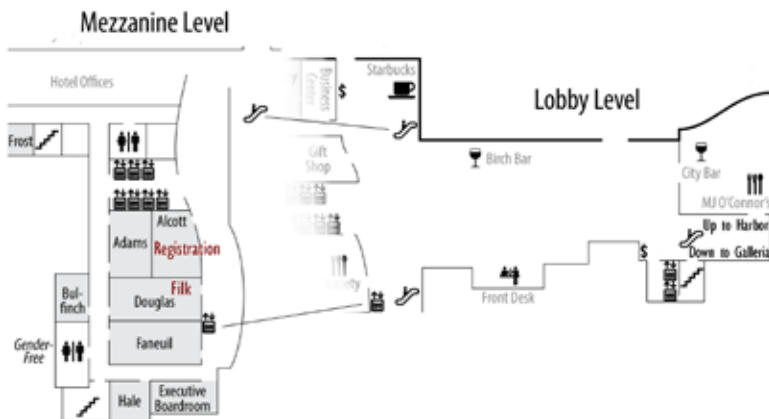 Mezzanine Level
Hotel Offices
Frost
Adams
Alcott
Registration
Filk
Douglas
Bul-
finch
Gender-
Free
Faneuil
Hale
Executive
Boardroom
Business
Center
$
Gift
Shop
Starbucks
Lobby Level
Birch Bar
City Bar
MJ O'Connor's
Up to Harbor
$
Down to Galleria
Front Desk